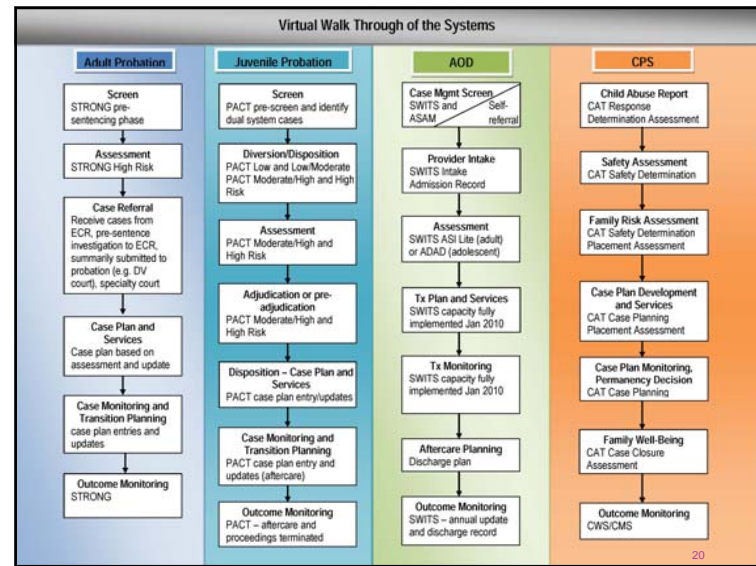 Virtual Walk Through of the Systems
Adult Probation
Screen
STRONG pre-
sentencing phase
Assessment
STRONG High Risk
Case Referral
Receive cases from
ECR, pre-sentence
investigation to ECR,
summarily submitted to
probation (e.g. DV
court), specialty court
Case Plan and
Services
Case plan based on
assessment and update
Case Monitoring and
Transition Planning
case plan entries and
updates
Outcome Monitoring
STRONG
Juvenile Probation
Screen
PACT pre-screen and identify
dual system cases
Diversion/Disposition
PACT Low and Low/Moderate
PACT Moderate/High and High
Risk
Assessment
PACT Moderate/High and
High Risk
Adjudication or pre-
adjudication
PACT Moderate/High and
High Risk
Disposition – Case Plan and
Services
PACT case plan entry/updates
Case Monitoring and
Transition Planning
PACT case plan entry and
updates (aftercare)
Outcome Monitoring
PACT – aftercare and
proceedings terminated
AOD
Case Mgmt Screen
SWITS and
ASAM
Self-
referral
Provider Intake
SWITS Intake
Admission Record
Assessment
SWITS ASI Lite (adult)
or ADAD (adolescent)
Tx Plan and Services
SWITS capacity fully
implemented Jan 2010
Tx Monitoring
SWITS capacity fully
implemented Jan 2010
Aftercare Planning
Discharge plan
Outcome Monitoring
SWITS – annual update
and discharge record
CPS
Child Abuse Report
CAT Response
Determination Assessment
Safety Assessment
CAT Safety Determination
Family Risk Assessment
CAT Safety Determination
Placement Assessment
Case Plan Development
and Services
CAT Case Planning
Placement Assessment
Case Plan Monitoring,
Permanency Decision
CAT Case Planning
Family Well-Being
CAT Case Closure
Assessment
Outcome Monitoring
CWS/CMS
20